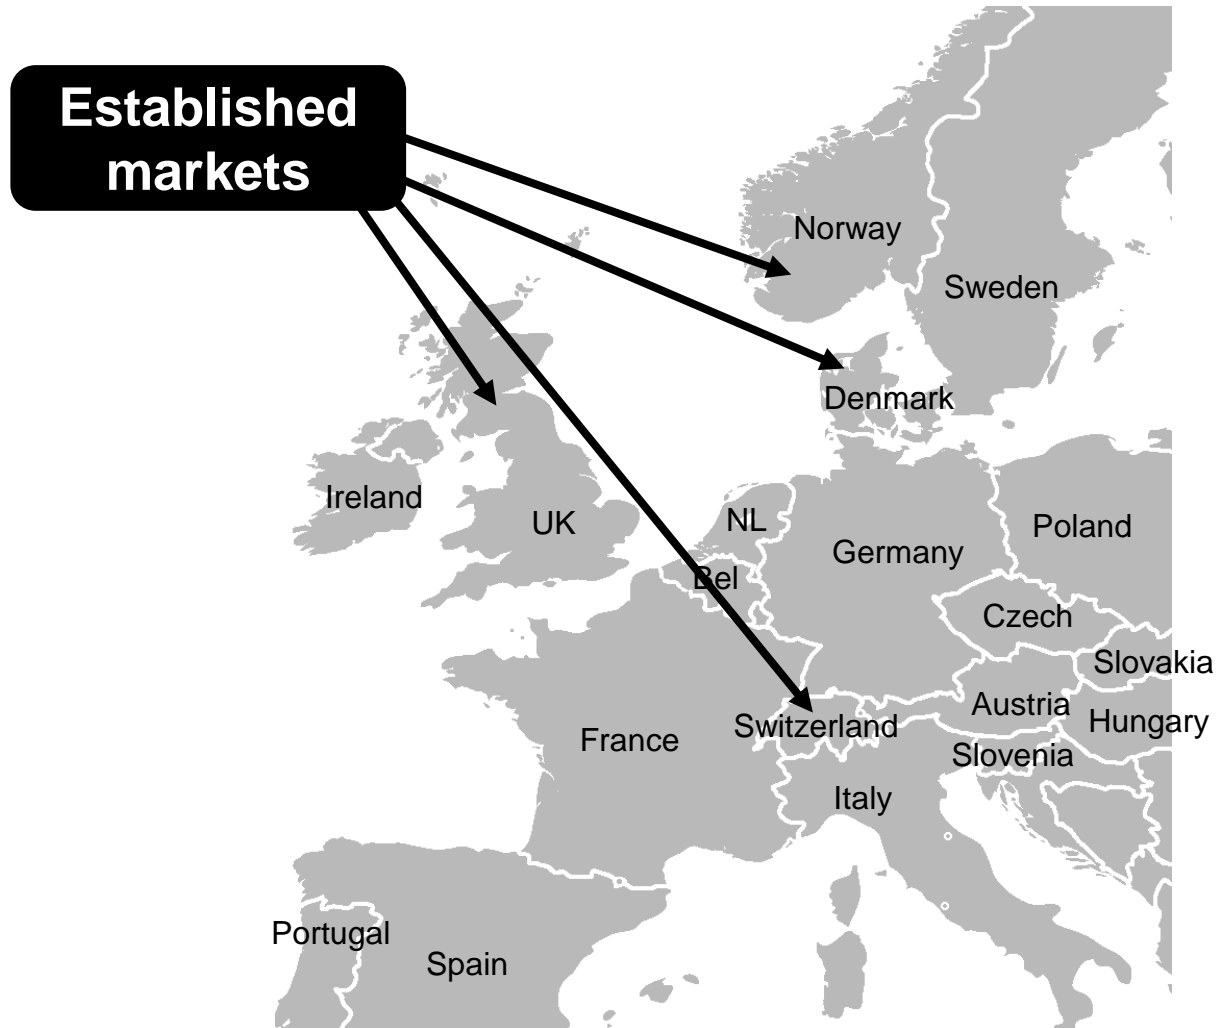 Established
markets
Norway
Sweden
Denmark
Ireland
UK
NL
Poland
Germany
Bel
Czech
Slovakia
Austria
Hungary
Switzerland
France
Slovenia
Italy
Portugal
Spain